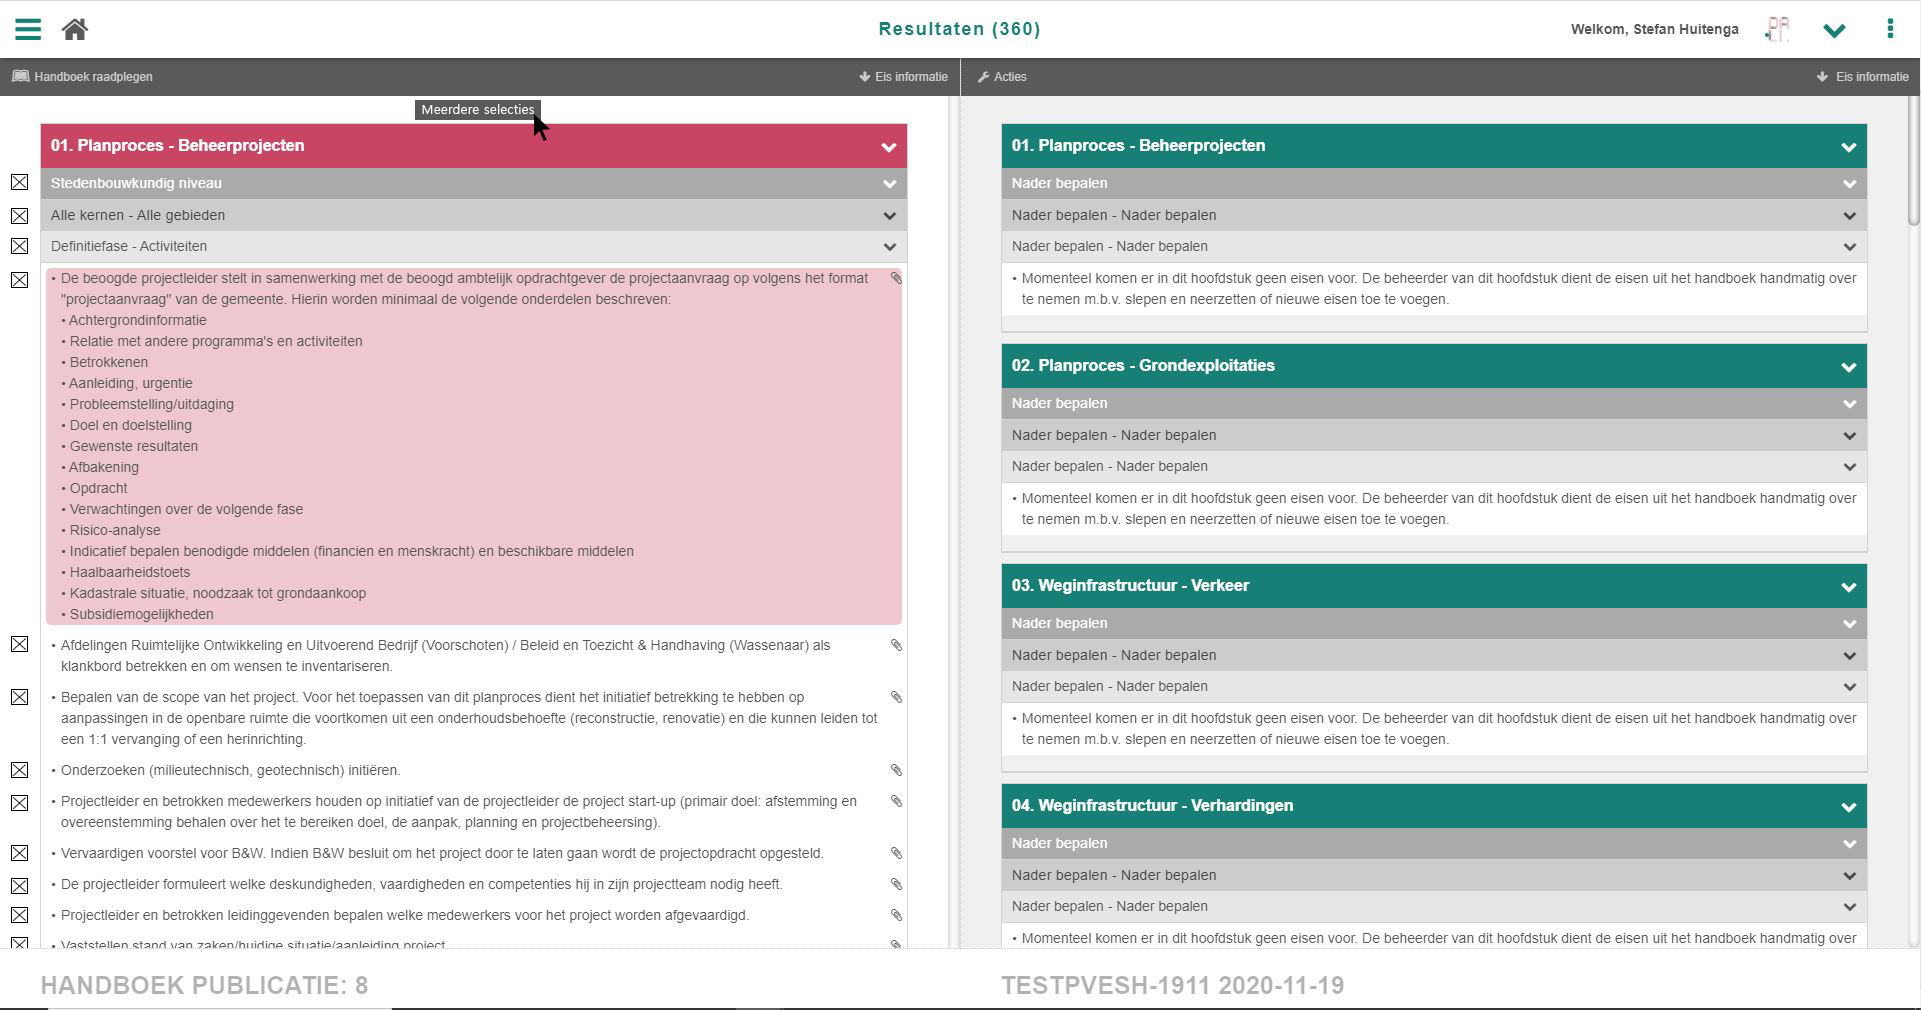 Resultaten (360)
Welkom, Stefan Huitenga
Handboek raadplegen
Eis informatie
Acties
Eis informatie
Meerdere selecties
01. Planproces - Beheerprojecten
Stedenbouwkundig niveau
Alle kernen - Alle gebieden
Definitiefase - Activiteiten
• De beoogde projectleider stelt in samenwerking met de beoogd ambtelijk opdrachtgever de projectaanvraag op volgens het format
"projectaanvraag" van de gemeente. Hierin worden minimaal de volgende onderdelen beschreven:
• Achtergrondinformatie
• Relatie met andere programma's en activiteiten
• Betrokkenen
• Aanleiding, urgentie
• Probleemstelling/uitdaging
• Doel en doelstelling
• Gewenste resultaten
• Afbakening
• Opdracht
• Verwachtingen over de volgende fase
• Risico-analyse
• Indicatief bepalen benodigde middelen (financien en menskracht) en beschikbare middelen
• Haalbaarheidstoets
• Kadastrale situatie, noodzaak tot grondaankoop
• Subsidiemogelijkheden
• Afdelingen Ruimtelijke Ontwikkeling en Uitvoerend Bedrijf (Voorschoten) / Beleid en Toezicht & Handhaving (Wassenaar) als
klankbord betrekken en om wensen te inventariseren.
• Bepalen van de scope van het project. Voor het toepassen van dit planproces dient het initiatief betrekking te hebben op
aanpassingen in de openbare ruimte die voortkomen uit een onderhoudsbehoefte (reconstructie, renovatie) en die kunnen leiden tot
een 1:1 vervanging of een herinrichting.
• Onderzoeken (milieutechnisch, geotechnisch) initiëren.
• Projectleider en betrokken medewerkers houden op initiatief van de projectleider de project start-up (primair doel: afstemming en
overeenstemming behalen over het te bereiken doel, de aanpak, planning en projectbeheersing).
• Vervaardigen voorstel voor B&W. Indien B&W besluit om het project door te laten gaan wordt de projectopdracht opgesteld.
• De projectleider formuleert welke deskundigheden, vaardigheden en competenties hij in zijn projectteam nodig heeft.
• Projectleider en betrokken leidinggevenden bepalen welke medewerkers voor het project worden afgevaardigd.
• Vaststellen stand van zaken/huidige situatie/aanleiding project
01. Planproces - Beheerprojecten
Nader bepalen
Nader bepalen - Nader bepalen
Nader bepalen - Nader bepalen
• Momenteel komen er in dit hoofdstuk geen eisen voor. De beheerder van dit hoofdstuk dient de eisen uit het handboek handmatig over
te nemen m.b.v. slepen en neerzetten of nieuwe eisen toe te voegen.
02. Planproces - Grondexploitaties
Nader bepalen
Nader bepalen - Nader bepalen
Nader bepalen - Nader bepalen
• Momenteel komen er in dit hoofdstuk geen eisen voor. De beheerder van dit hoofdstuk dient de eisen uit het handboek handmatig over
te nemen m.b.v. slepen en neerzetten of nieuwe eisen toe te voegen.
03. Weginfrastructuur - Verkeer
Nader bepalen
Nader bepalen - Nader bepalen
Nader bepalen - Nader bepalen
• Momenteel komen er in dit hoofdstuk geen eisen voor. De beheerder van dit hoofdstuk dient de eisen uit het handboek handmatig over
te nemen m.b.v. slepen en neerzetten of nieuwe eisen toe te voegen.
04. Weginfrastructuur - Verhardingen
Nader bepalen
Nader bepalen - Nader bepalen
Nader bepalen - Nader bepalen
• Momenteel komen er in dit hoofdstuk geen eisen voor. De beheerder van dit hoofdstuk dient de eisen uit het handboek handmatig over
HANDBOEK PUBLICATIE: 8
TESTPVESH-1911 2020-11-19